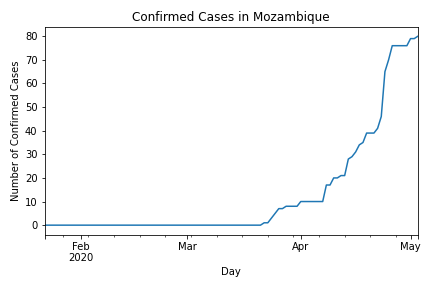 Confirmed Cases in Mozambique
80
70
60
50
40
30
20
10
0
Number of Confirmed Cases
Feb
2020
Mar
Apr
May
Day